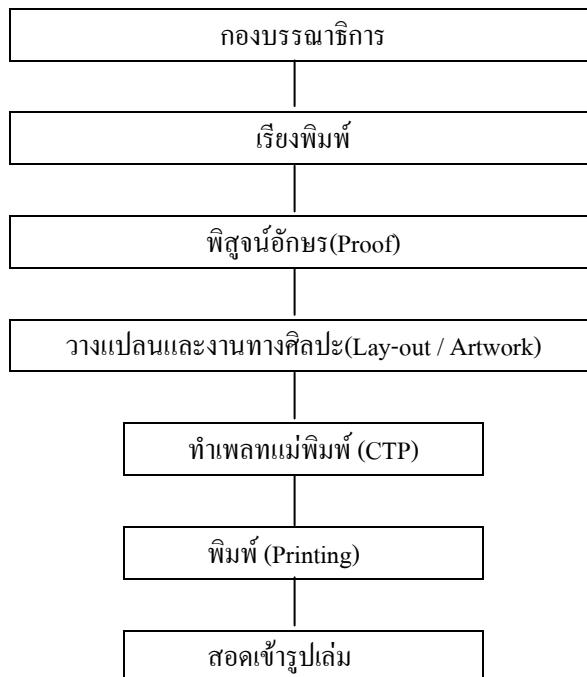 กองบรรณาธิการ
เรียงพิมพ์
พิสูจน์อักษร(Proof)
วางแปลนและงานทางศิลปะ(Lay-out / Artwork)
ทำเพลทแม่พิมพ์ (CTP)
พิมพ์ (Printing)
สอดเข้ารูปเล่ม